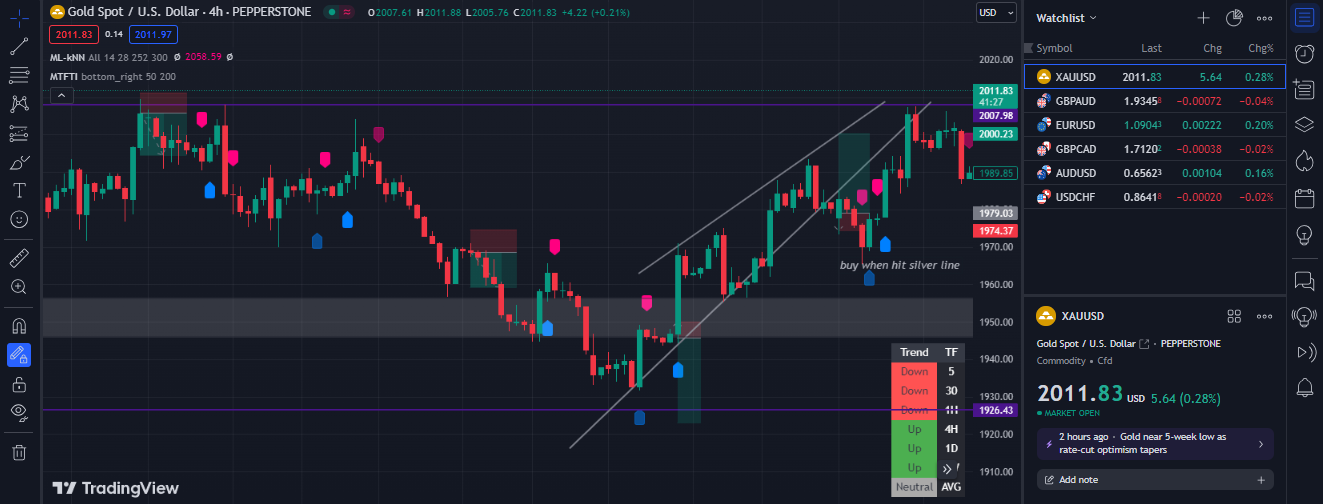 Gold Spot / U.S. Dollar · 4h · PEPPERSTONE
O2007.61 H2011.88 L2005.76 C2011.83 +4.22 (+0.21%)
USD
2011.83 0.14 2011.97
ML-kNN All 14 28 252 300 Ø 2058.59 Ø
MTFTI bottom_right 50 200
2020.00
2011.83
41:27
2007.98
2000.23
1989.85
1979.03
1974.37
1970.00
1960.00
1950.00
1940.00
1930.00
1926.43
1920.00
1910.00
buy when hit silver line
Trend TF
Down 5
30
Down 1H
Up 4H
Up 1D
Up
Neutral AVG
TradingView
Watchlist
Symbol Last Chg Chg%
XAUUSD 2011.83 5.64 0.28%
GBPAUD 1.93458 −0.00072 −0.04%
EURUSD 1.09043 0.00222 0.20%
GBPCAD 1.71202 −0.00038 −0.02%
AUDUSD 0.65623 0.00104 0.16%
USDCHF 0.86418 −0.00020 −0.02%
XAUUSD
Gold Spot / U.S. Dollar · PEPPERSTONE
Commodity · Cfd
2011.83 USD 5.64 (0.28%)
MARKET OPEN
2 hours ago · Gold near 5-week low as
rate-cut optimism tapers
Add note